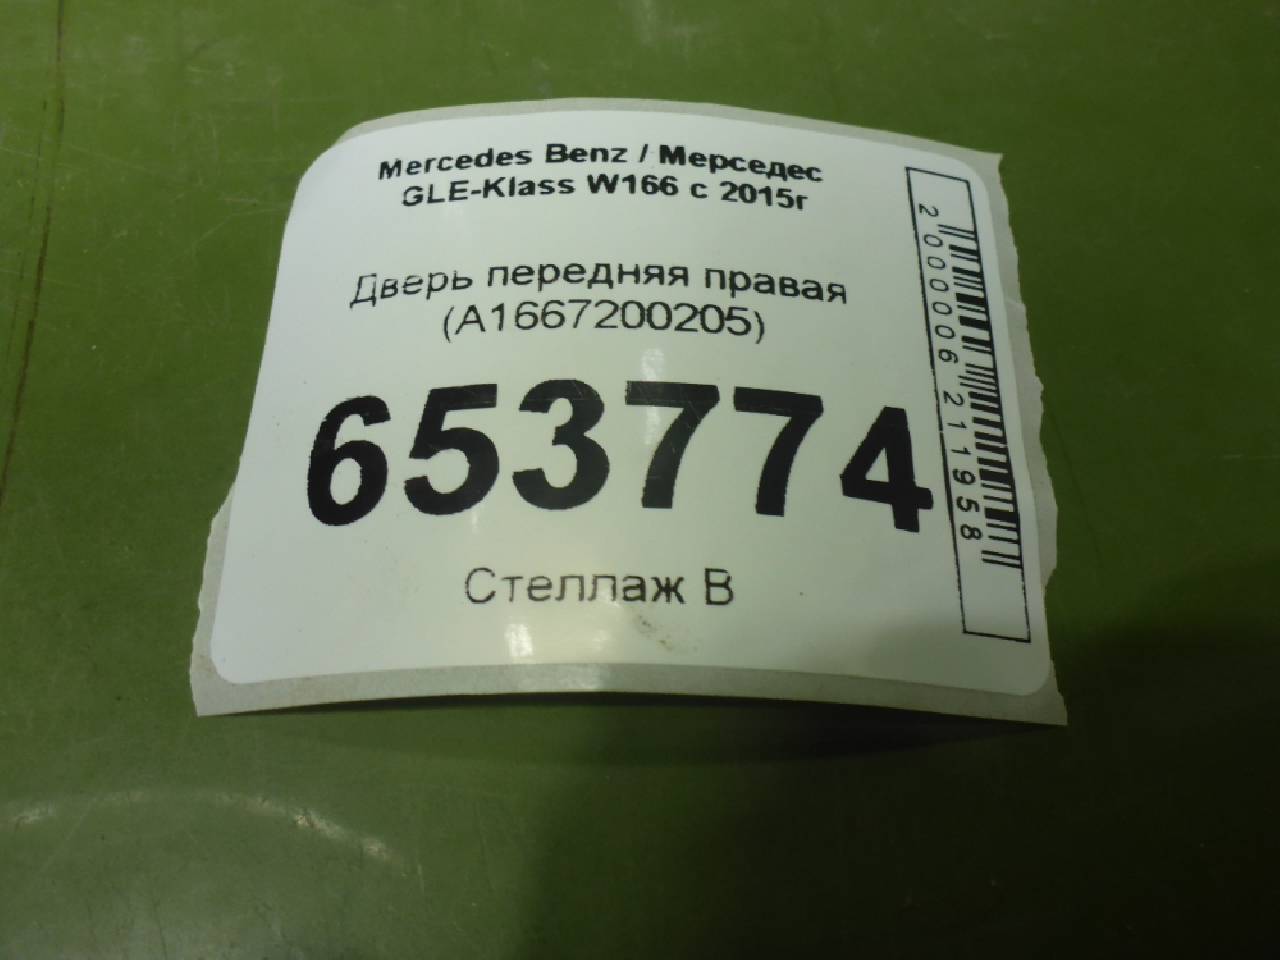 Mercedes Benz / Мерседес
GLE-Klass W166 с 2015г
Дверь передняя правая
(A1667200205)
653774
Стеллаж В
2000006211958